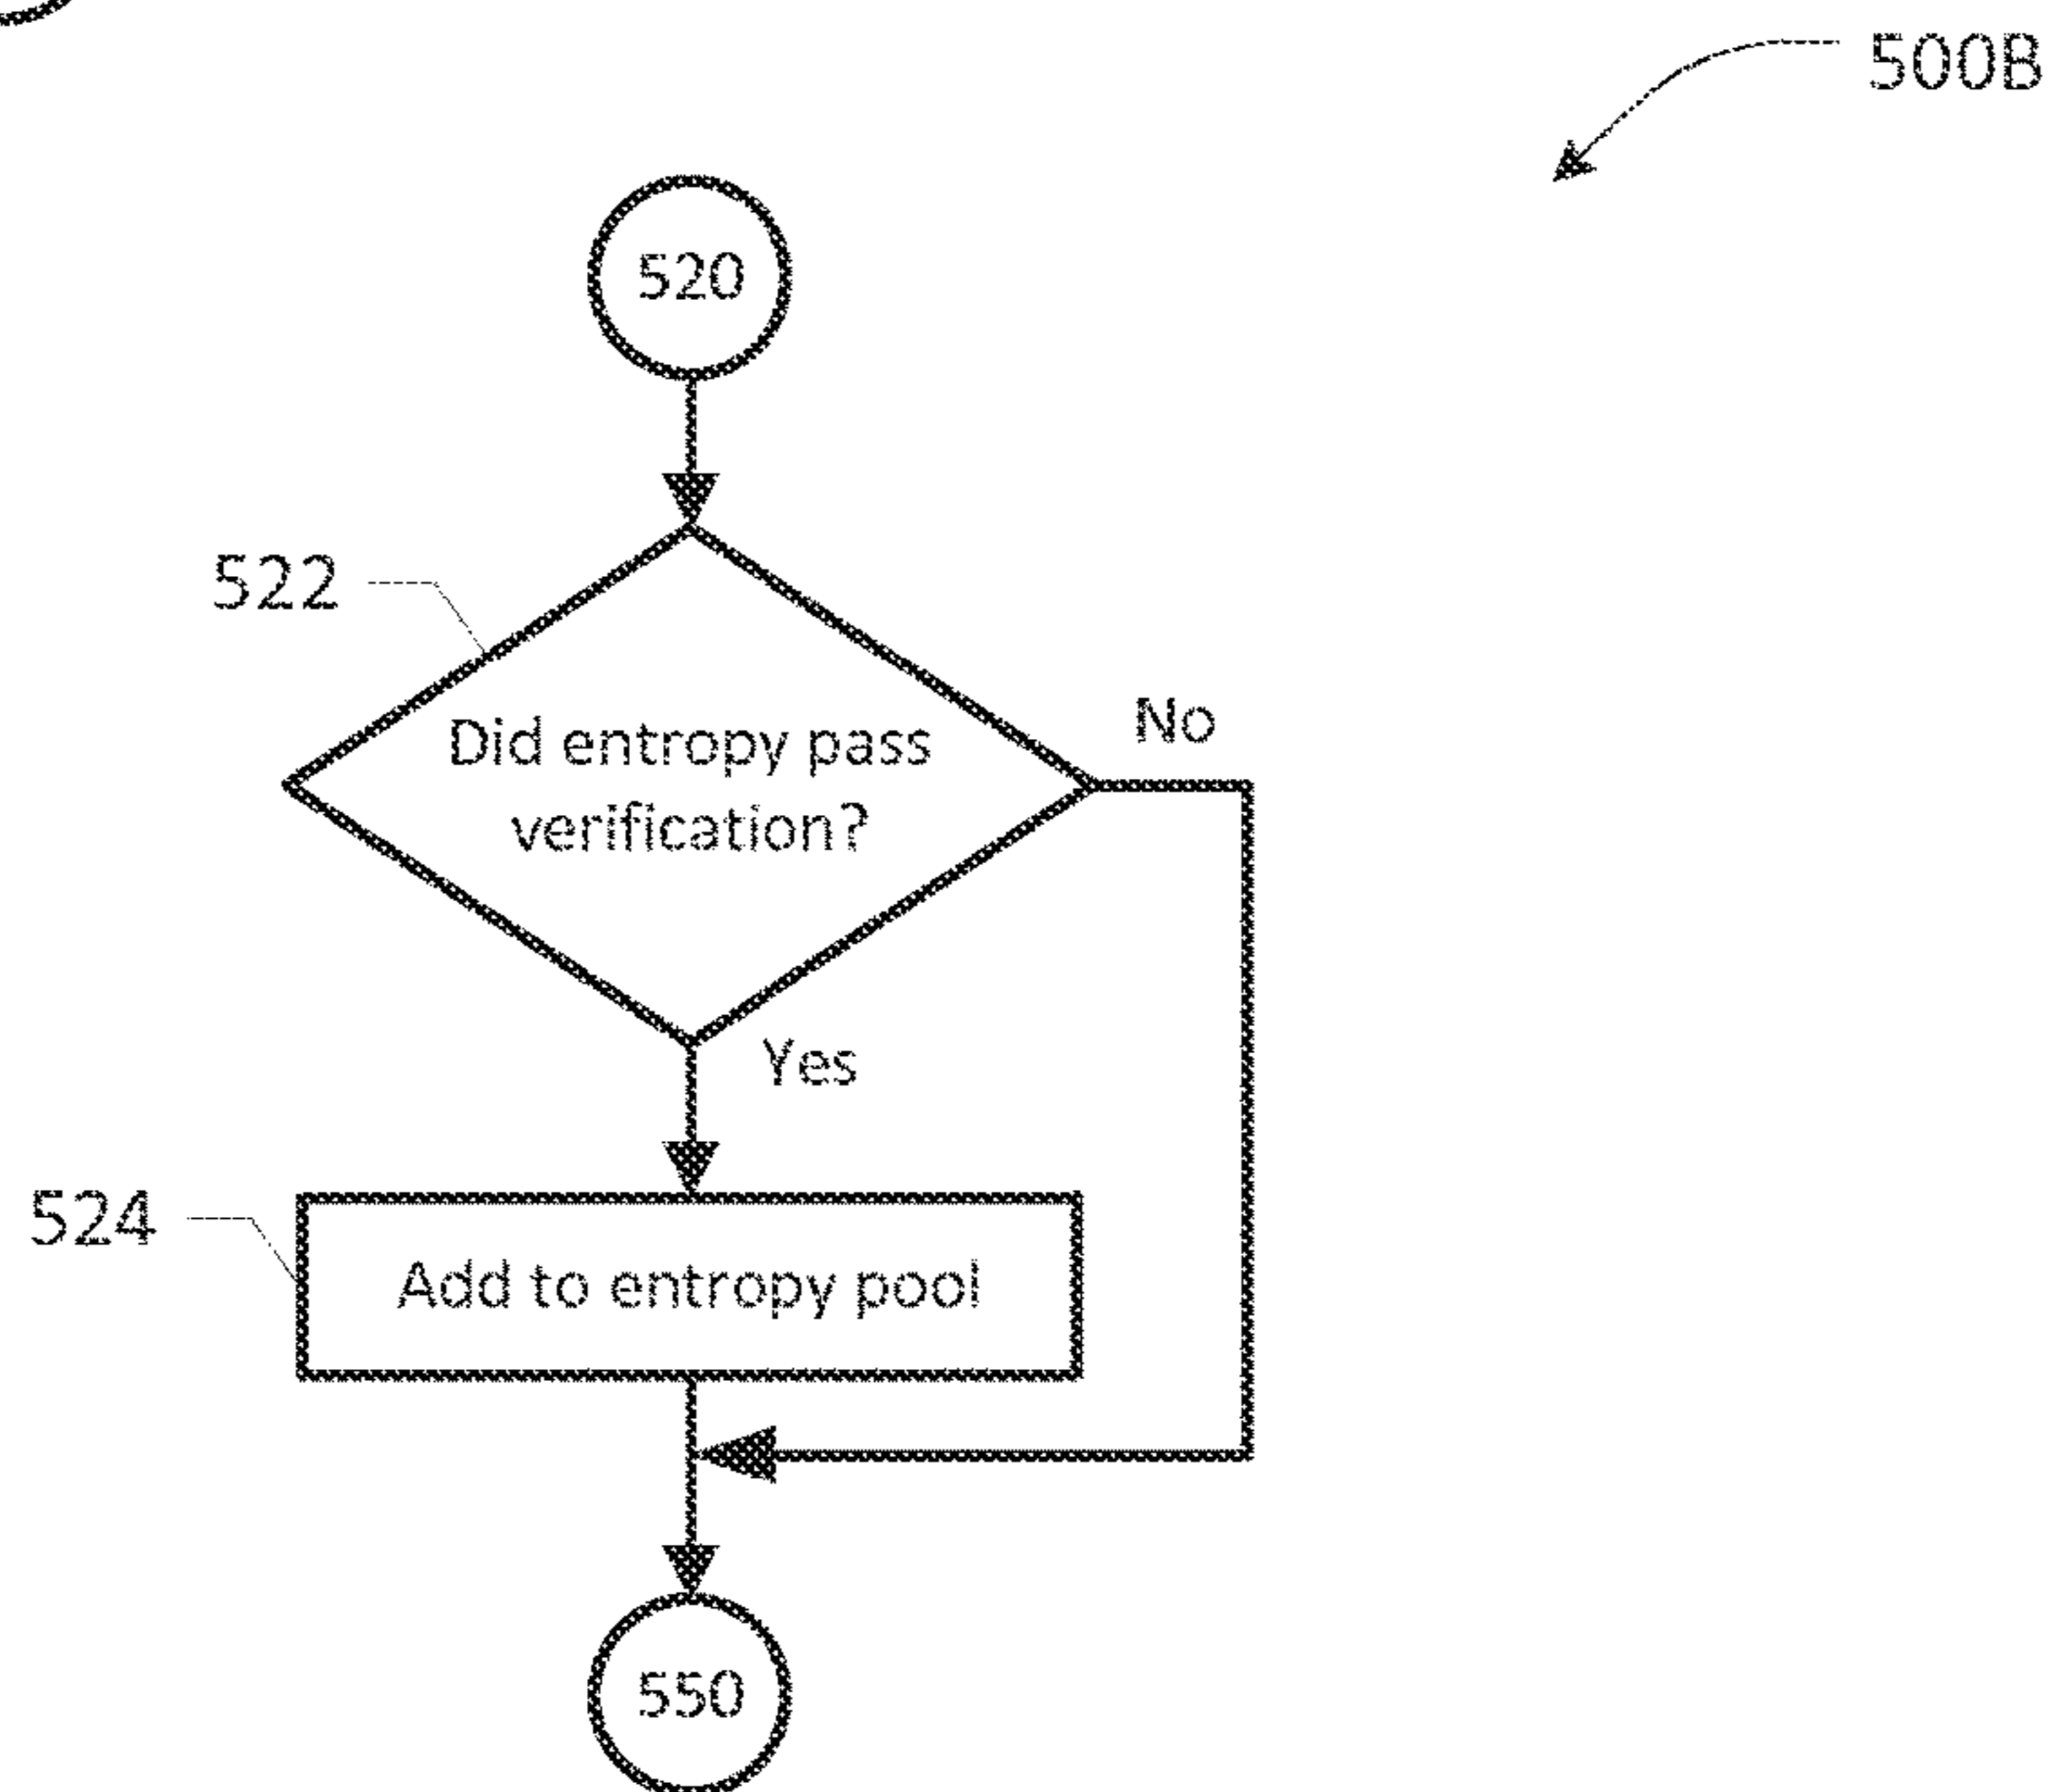 500B
520
522
No
Did entropy pass
verification?
Yes
524
Add to entropy pool
550